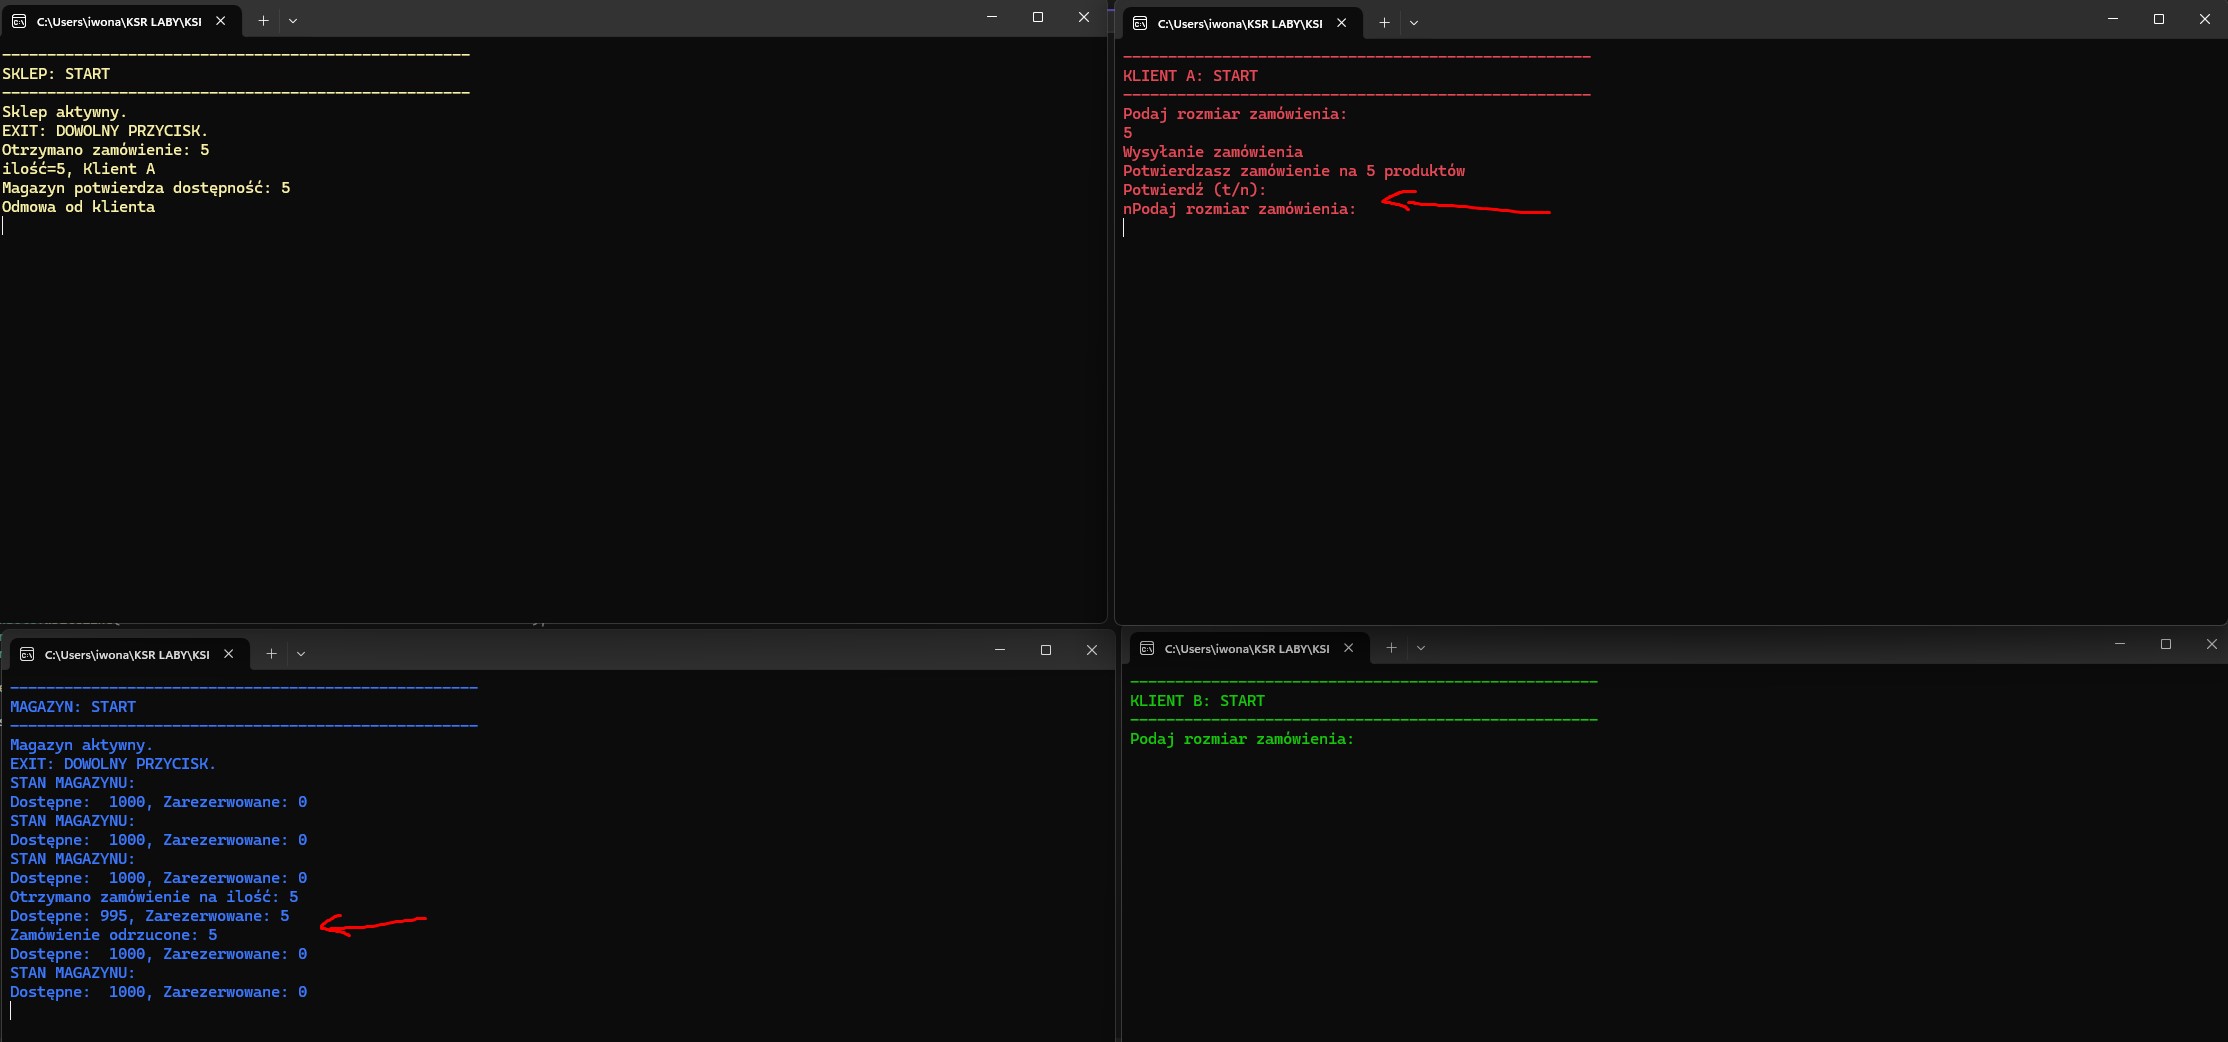 C:\Users\iwona\KSR LABY\KSI
--------------------------------------------------
SKLEP: START
--------------------------------------------------
Sklep aktywny.
EXIT: DOWOLNY PRZYCISK.
Otrzymano zamówienie: 5
ilość=5, Klient A
Magazyn potwierdza dostępność: 5
Odmowa od klienta
C:\Users\iwona\KSR LABY\KSI
--------------------------------------------------
KLIENT A: START
--------------------------------------------------
Podaj rozmiar zamówienia:
5
Wysyłanie zamówienia
Potwierdzasz zamówienie na 5 produktów
Potwierdź (t/n):
nPodaj rozmiar zamówienia:
C:\Users\iwona\KSR LABY\KSI
--------------------------------------------------
MAGAZYN: START
--------------------------------------------------
Magazyn aktywny.
EXIT: DOWOLNY PRZYCISK.
STAN MAGAZYNU:
Dostępne:  1000, Zarezerwowane: 0
STAN MAGAZYNU:
Dostępne:  1000, Zarezerwowane: 0
STAN MAGAZYNU:
Dostępne:  1000, Zarezerwowane: 0
Otrzymano zamówienie na ilość: 5
Dostępne: 995, Zarezerwowane: 5
Zamówienie odrzucone: 5
Dostępne:  1000, Zarezerwowane: 0
STAN MAGAZYNU:
Dostępne:  1000, Zarezerwowane: 0
C:\Users\iwona\KSR LABY\KSI
--------------------------------------------------
KLIENT B: START
--------------------------------------------------
Podaj rozmiar zamówienia: